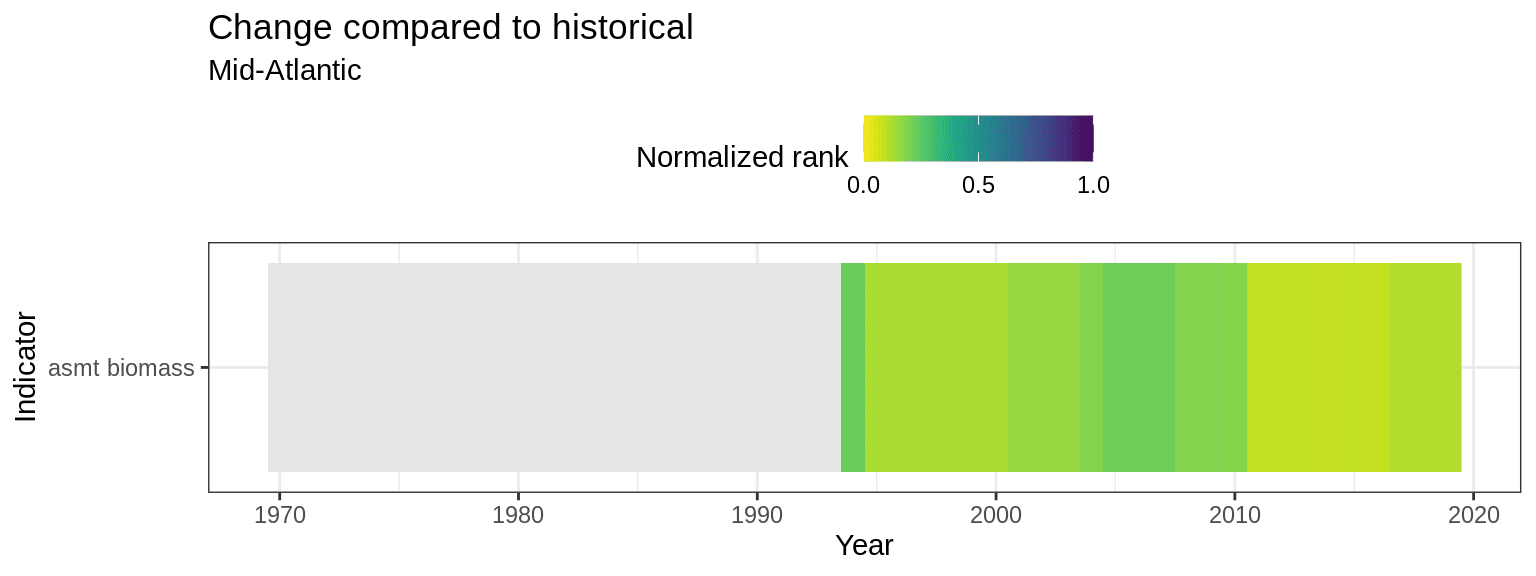 Change compared to historical
Mid-Atlantic
Normalized rank
0.0 0.5 1.0
Indicator
asmt biomass
1970 1980 1990 2000 2010 2020
Year